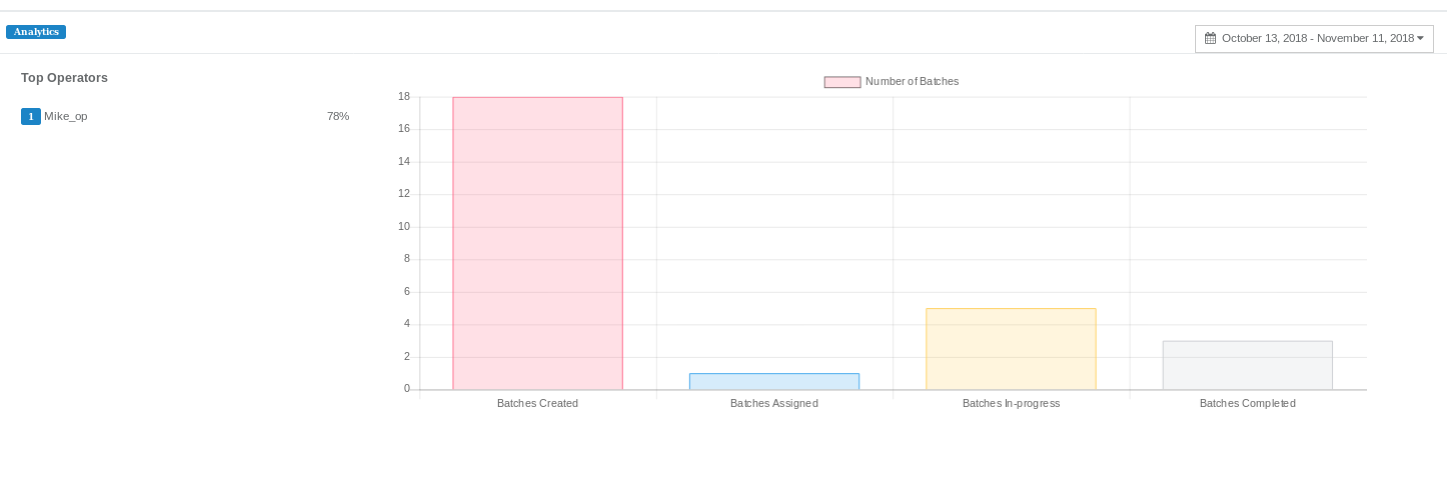 Analytics
October 13, 2018 - November 11, 2018
Top Operators
1 Mike_op 78%
Number of Batches
18
16
14
12
10
8
6
4
2
0
Batches Created Batches Assigned Batches In-progress Batches Completed